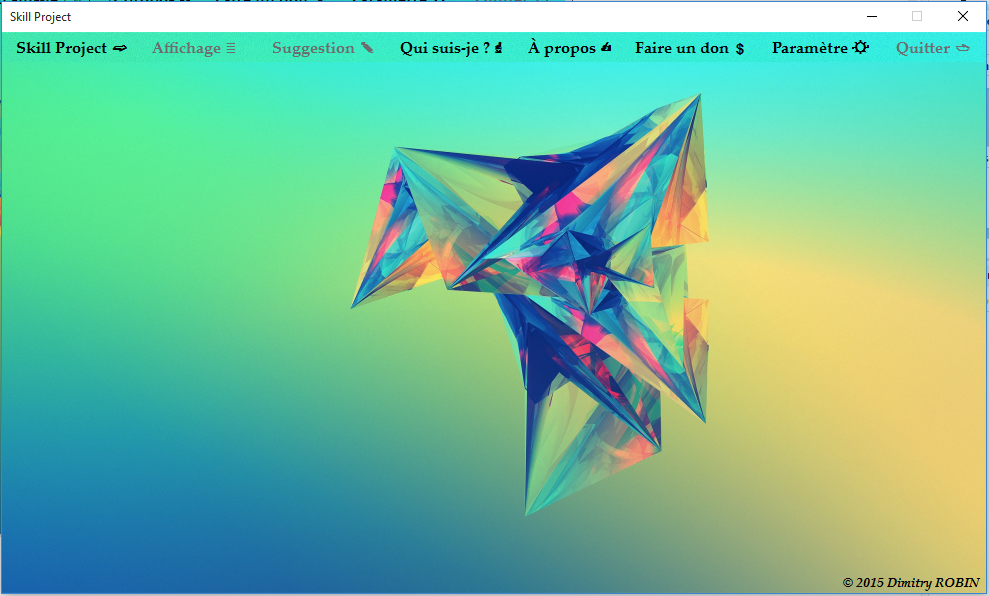 Skill Project
Skill Project Affichage Suggestion Qui suis-je ? À propos Faire un don $ Paramètre Quitter
© 2015 Dimitry ROBIN